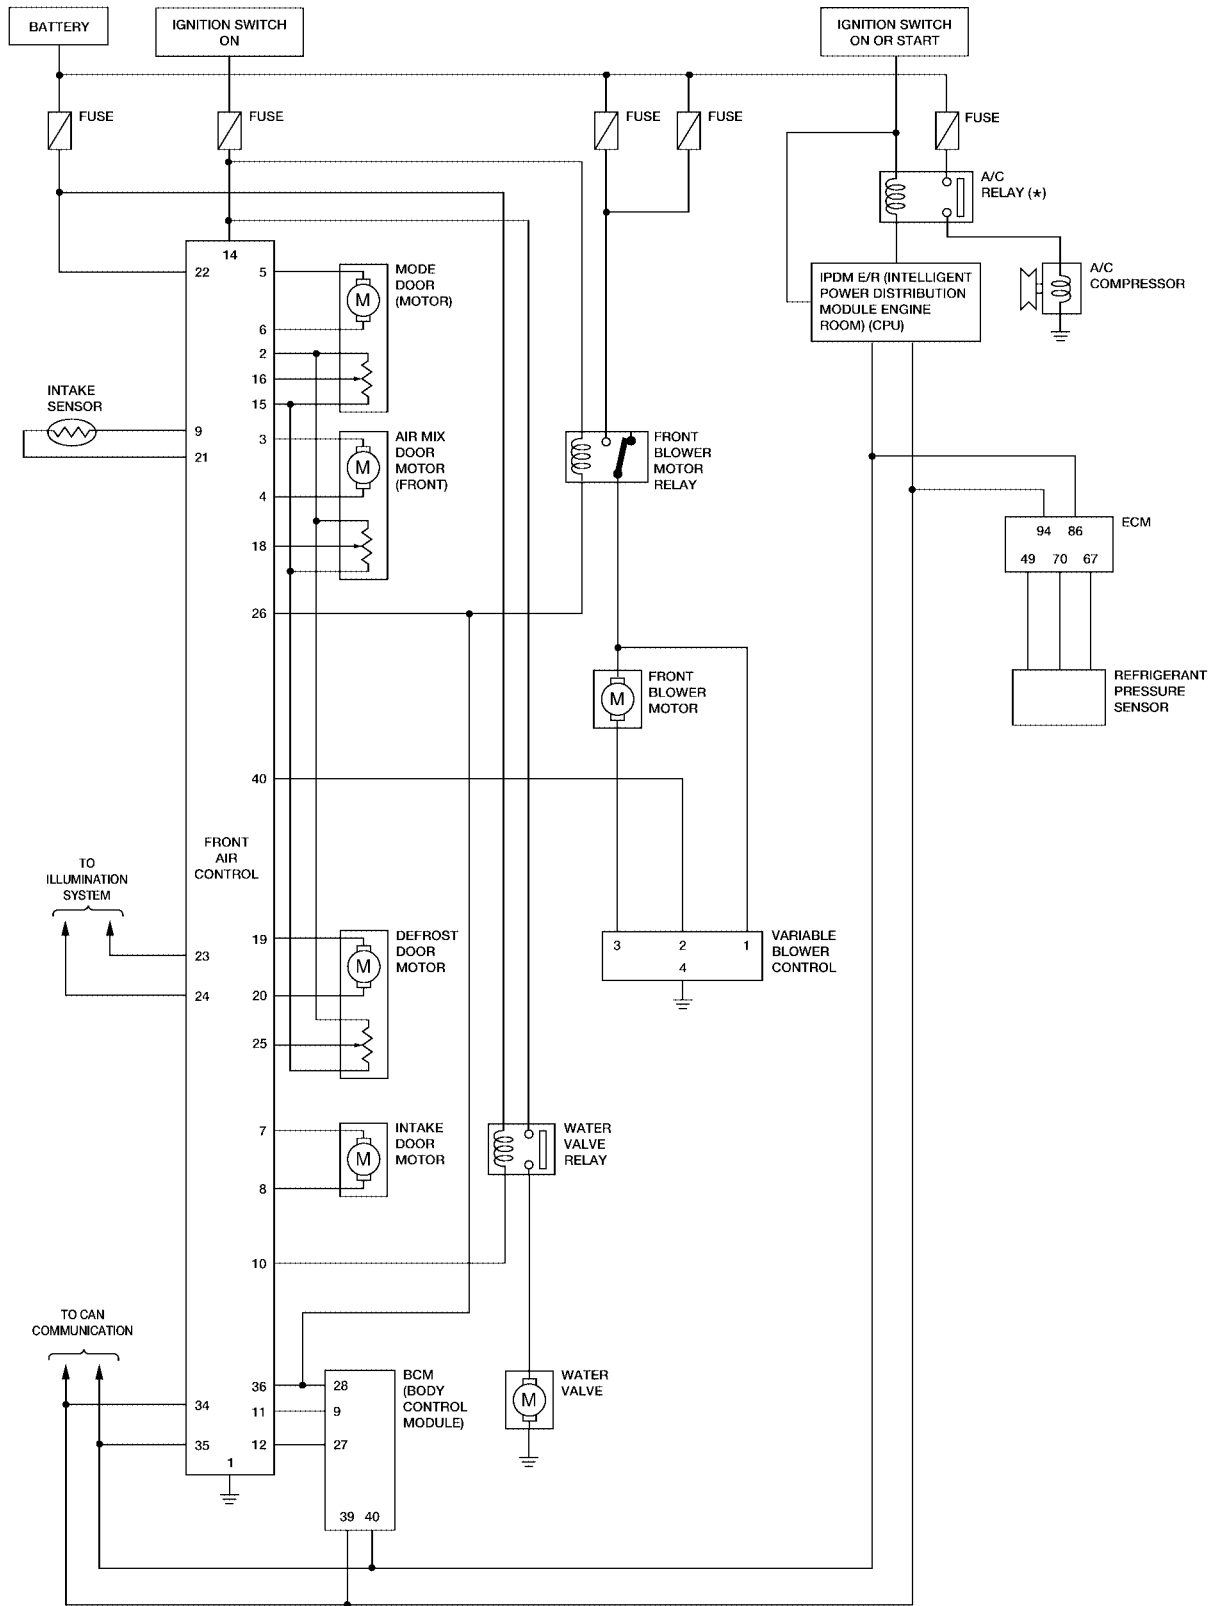 BATTERY
IGNITION SWITCH
ON
IGNITION SWITCH
ON OR START
FUSE
FUSE
FUSE
FUSE
FUSE
A/C
RELAY (★)
14
22
5
MODE
DOOR
(MOTOR)
M
6
2
16
15
IPDM E/R (INTELLIGENT
POWER DISTRIBUTION
MODULE ENGINE
ROOM) (CPU)
A/C
COMPRESSOR
INTAKE
SENSOR
9
21
3
AIR MIX
DOOR
MOTOR
(FRONT)
M
4
18
FRONT
BLOWER
MOTOR
RELAY
ECM
94 86
49 70 67
26
FRONT
BLOWER
MOTOR
M
REFRIGERANT
PRESSURE
SENSOR
40
FRONT
AIR
CONTROL
TO
ILLUMINATION
SYSTEM
23
24
19
DEFROST
DOOR
MOTOR
M
20
25
3 2 1
4
VARIABLE
BLOWER
CONTROL
7
INTAKE
DOOR
MOTOR
M
8
WATER
VALVE
RELAY
10
TO CAN
COMMUNICATION
36
28
BCM
(BODY
CONTROL
MODULE)
WATER
VALVE
M
34
11
9
35
12
27
1
39 40